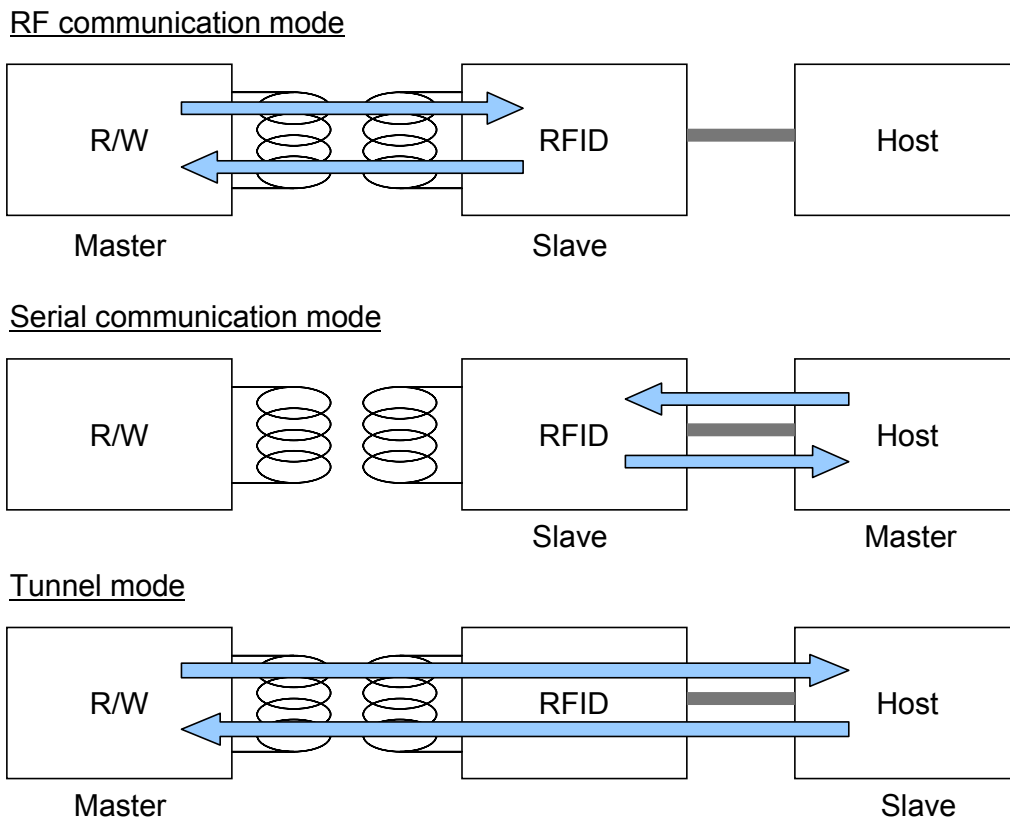 RF communication mode
R/W RFID Host
Master Slave
Serial communication mode
R/W RFID Host
Slave Master
Tunnel mode
R/W RFID Host
Master Slave